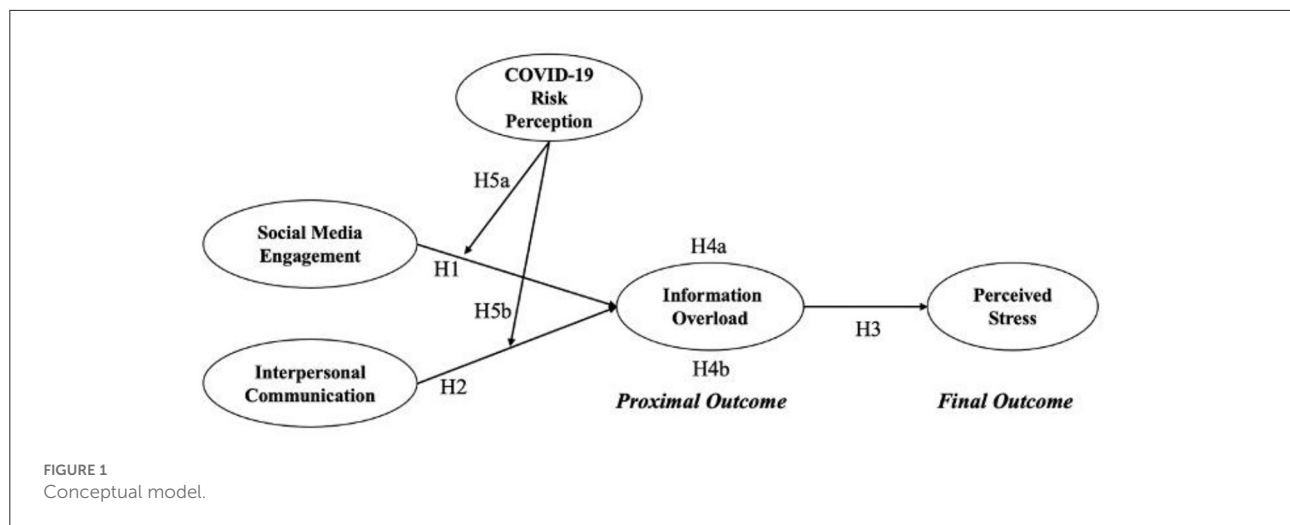 COVID-19
Risk
Perception
H5a
Social Media
Engagement
H1
H4a
Information
Overload
Perceived
Stress
H5b
H3
Interpersonal
Communication
H2
H4b
Proximal Outcome
Final Outcome
FIGURE 1
Conceptual model.